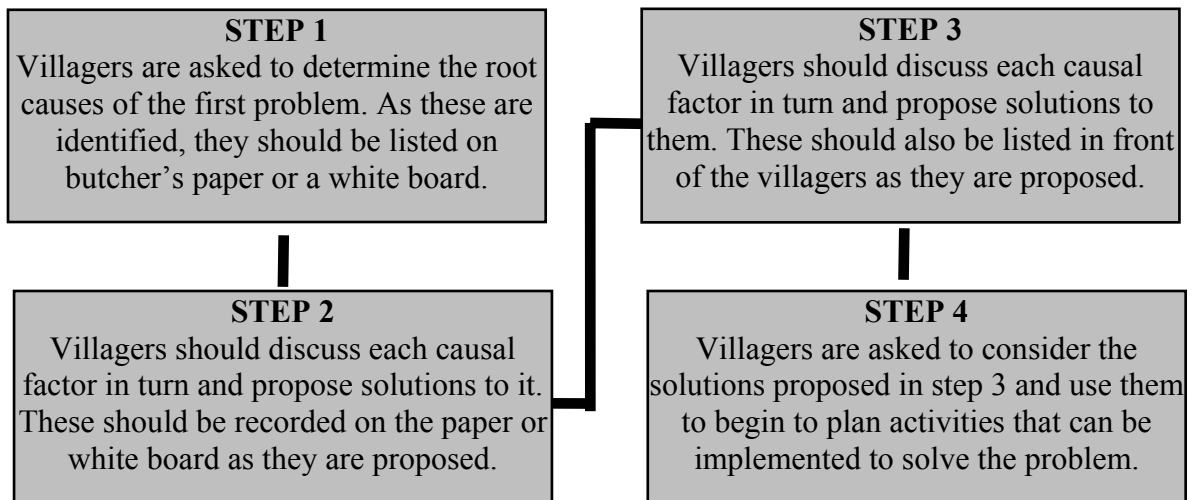 STEP 1
Villagers are asked to determine the root
causes of the first problem. As these are
identified, they should be listed on
butcher’s paper or a white board.
STEP 2
Villagers should discuss each causal
factor in turn and propose solutions to it.
These should be recorded on the paper or
white board as they are proposed.
STEP 3
Villagers should discuss each causal
factor in turn and propose solutions to
them. These should also be listed in front
of the villagers as they are proposed.
STEP 4
Villagers are asked to consider the
solutions proposed in step 3 and use them
to begin to plan activities that can be
implemented to solve the problem.